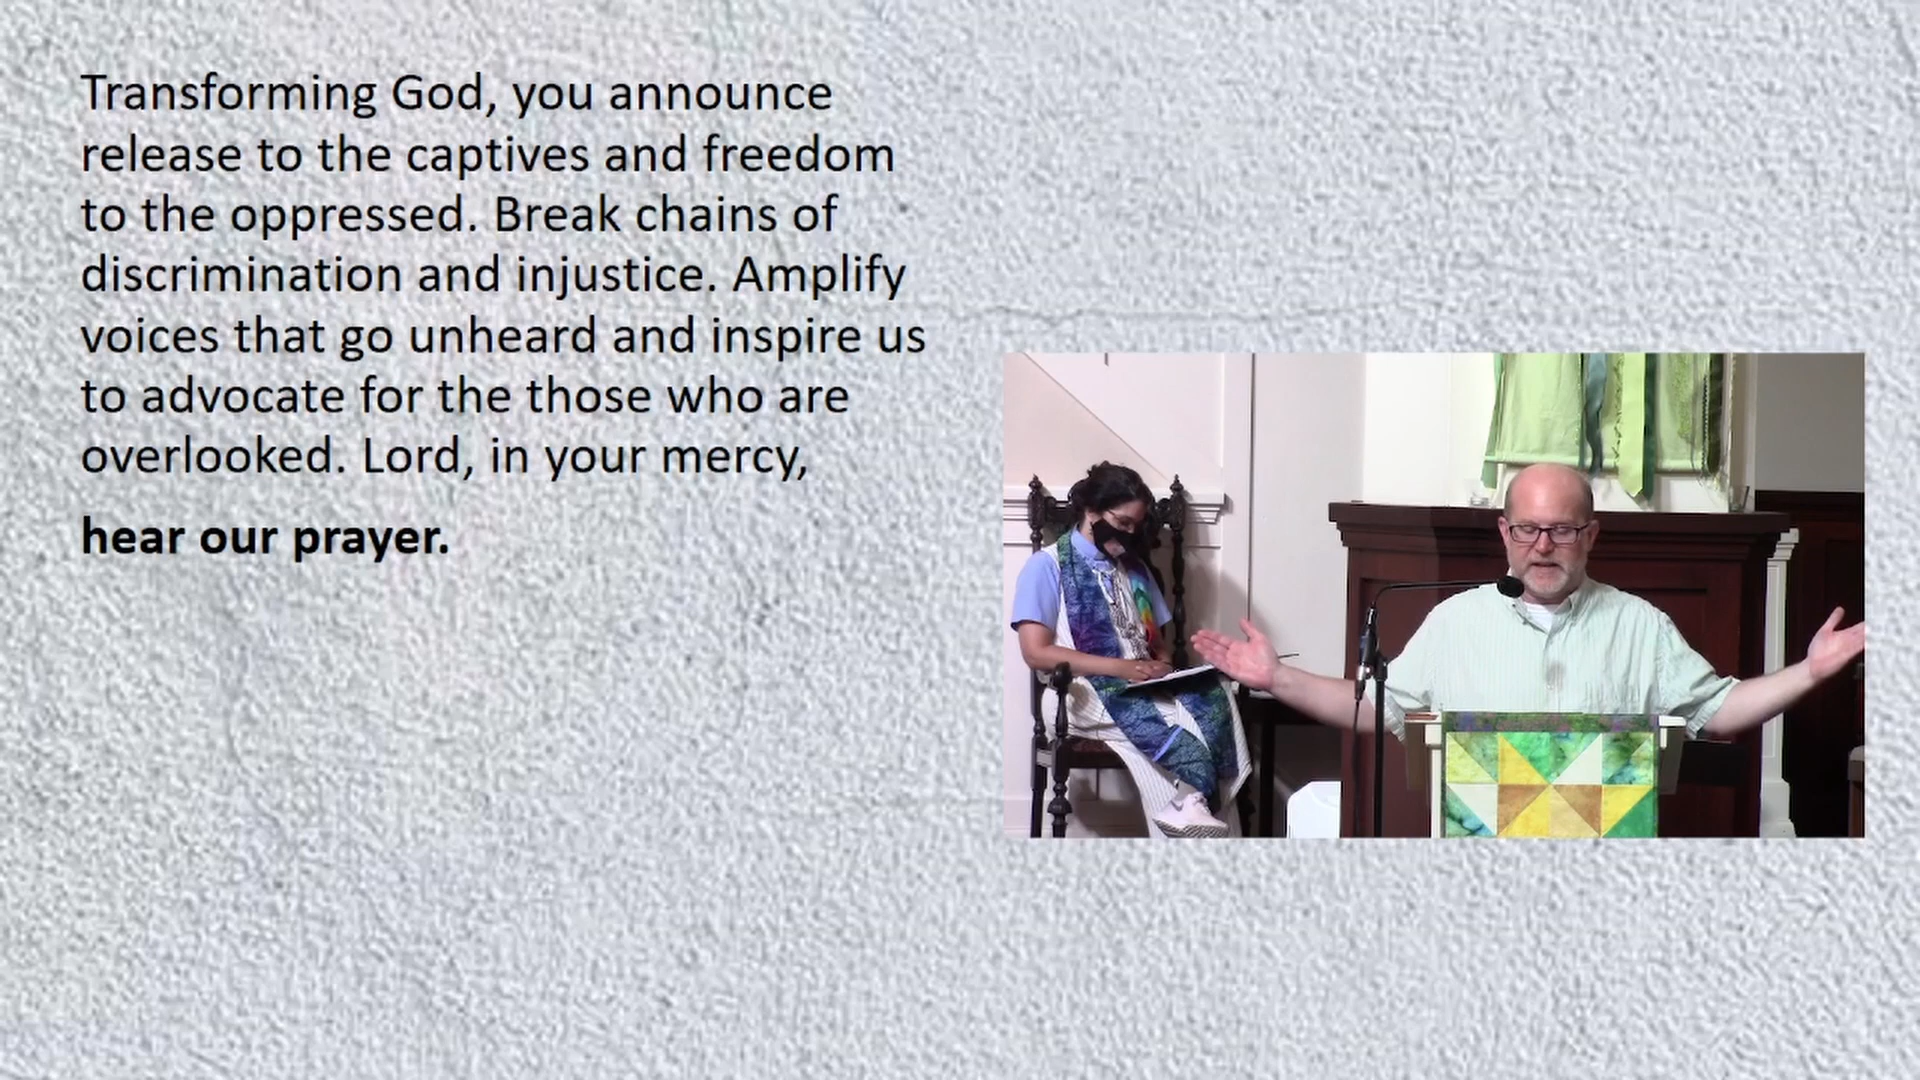 Transforming God, you announce
release to the captives and freedom
to the oppressed. Break chains of
discrimination and injustice. Amplify
voices that go unheard and inspire us
to advocate for the those who are
overlooked. Lord, in your mercy,
hear our prayer.